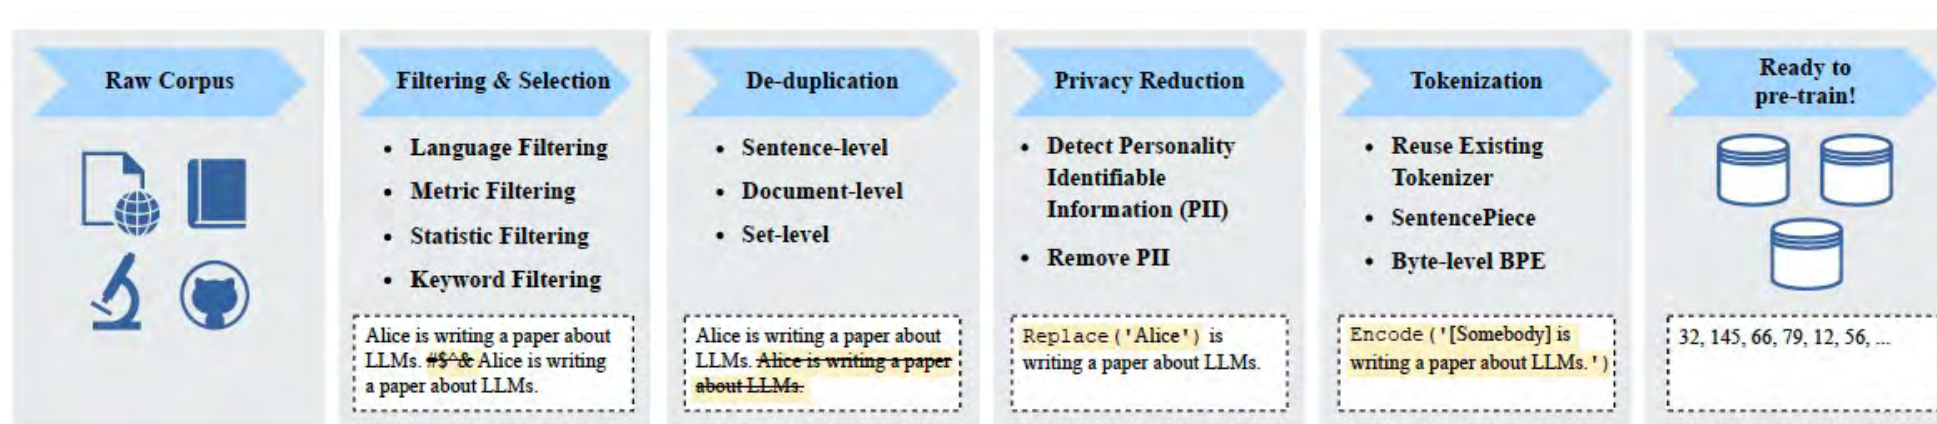 Raw Corpus
Filtering & Selection
• Language Filtering
• Metric Filtering
• Statistic Filtering
• Keyword Filtering
Alice is writing a paper about
LLMs. #$^& Alice is writing
a paper about LLMs.
De-duplication
• Sentence-level
• Document-level
• Set-level
Alice is writing a paper about
LLMs. Alice is writing a paper
about LLMs.
Privacy Reduction
• Detect Personality
Identifiable
Information (PII)
• Remove PII
Replace('Alice') is
writing a paper about LLMs.
Tokenization
• Reuse Existing
Tokenizer
• SentencePiece
• Byte-level BPE
Encode('[Somebody] is
writing a paper about LLMs.')
Ready to
pre-train!
32, 145, 66, 79, 12, 56, ...